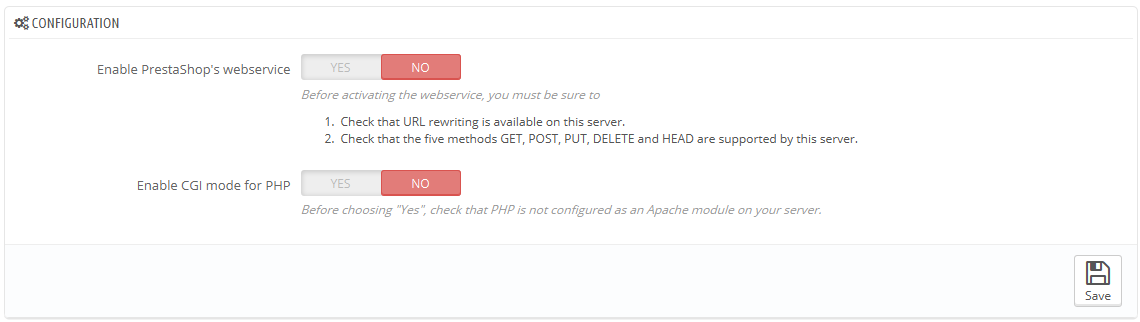 CONFIGURATION
Enable PrestaShop's webservice YES NO
Before activating the webservice, you must be sure to
1. Check that URL rewriting is available on this server.
2. Check that the five methods GET, POST, PUT, DELETE and HEAD are supported by this server.
Enable CGI mode for PHP YES NO
Before choosing "Yes", check that PHP is not configured as an Apache module on your server.
Save